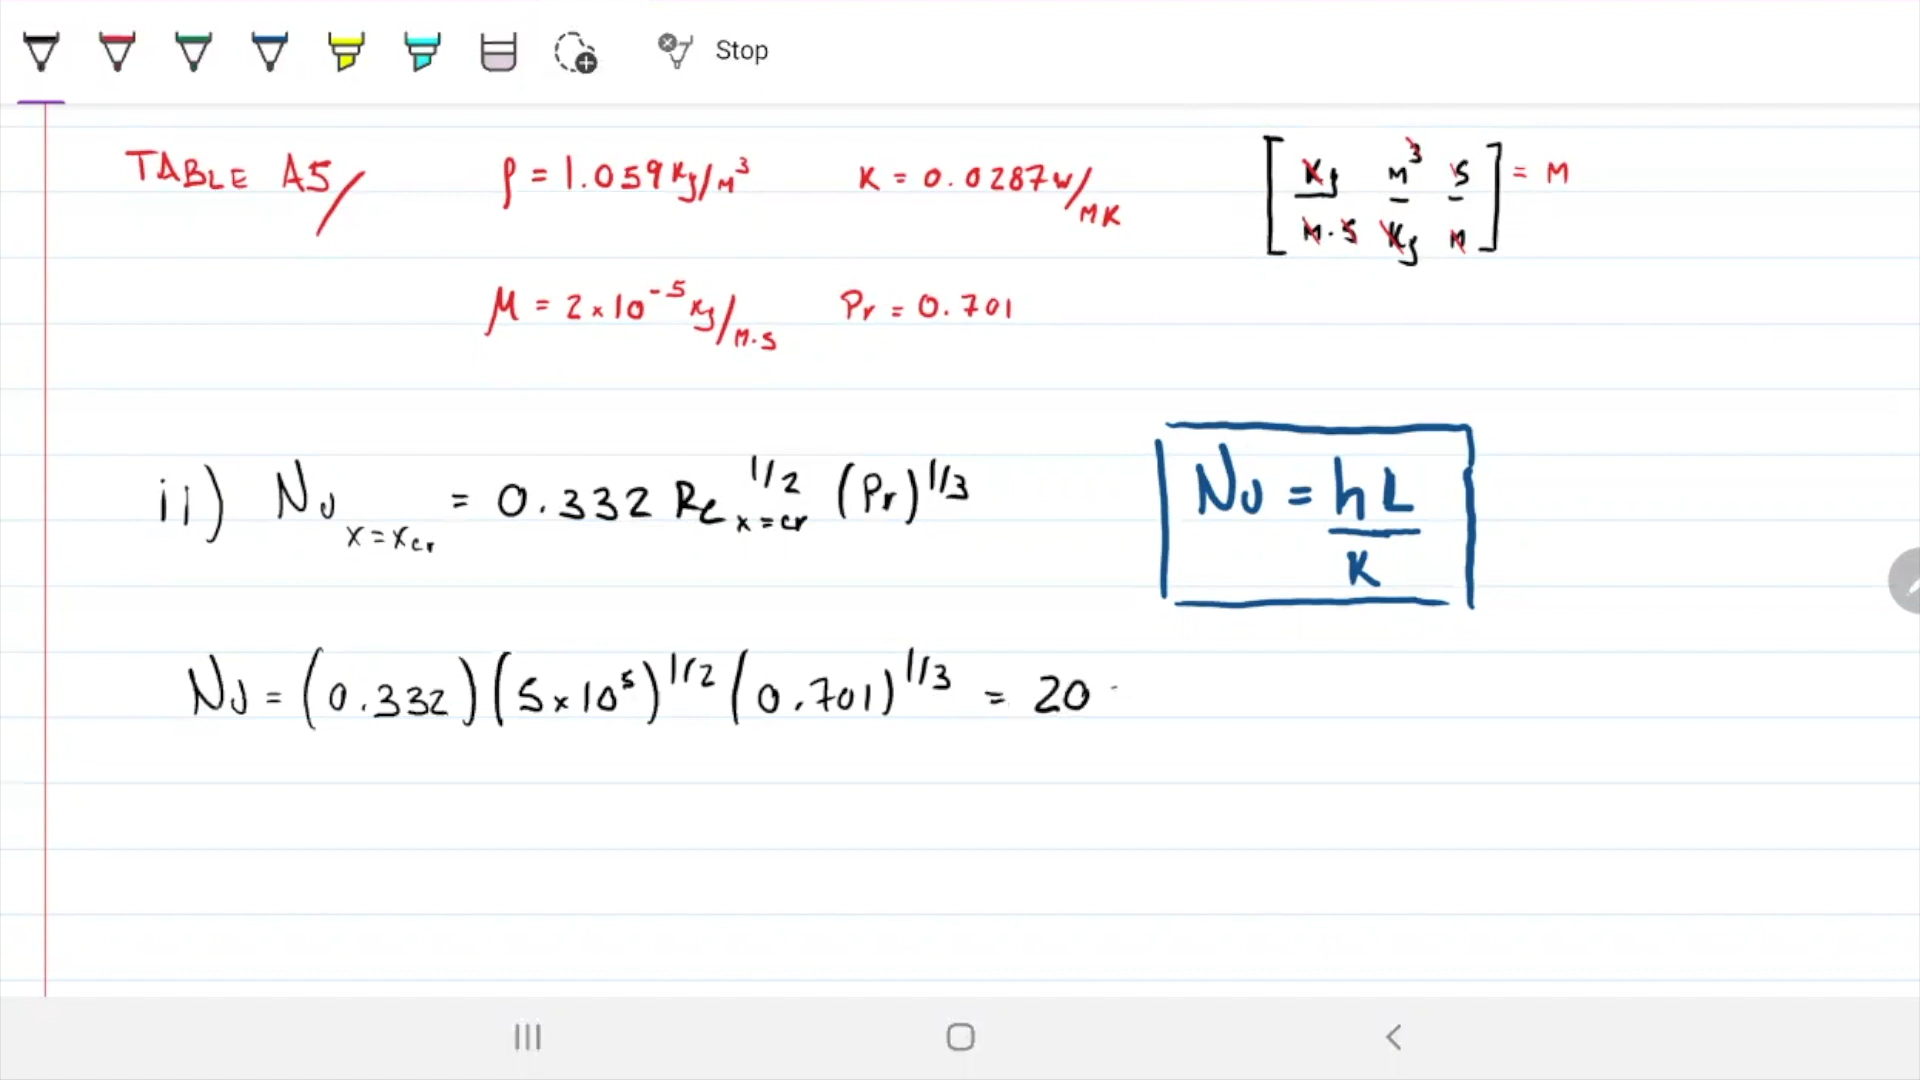 Stop
TABLE A5/ ρ = 1.059 Kg/m³ K = 0.0287 W/MK [Kg/M·S m³/Kg S/M] = M
μ = 2×10⁻⁵ Kg/M·S Pr = 0.701
ii) Nu x=xcr = 0.332 Re x=cr ^1/2 (Pr)^1/3
Nu = hL/K
Nu = (0.332)(5×10⁵)^1/2 (0.701)^1/3 = 20